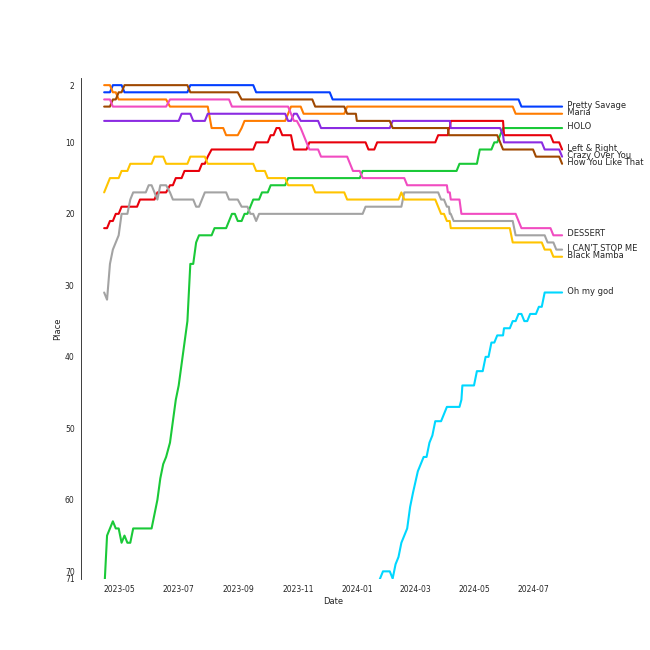 2
10
20
30
40
50
60
70
71
Place
2023-05
2023-07
2023-09
2023-11
2024-01
2024-03
2024-05
2024-07
Date
Pretty Savage
Maria
HOLO
Left & Right
Crazy Over You
How You Like That
DESSERT
I CAN'T STOP ME
Black Mamba
Oh my god